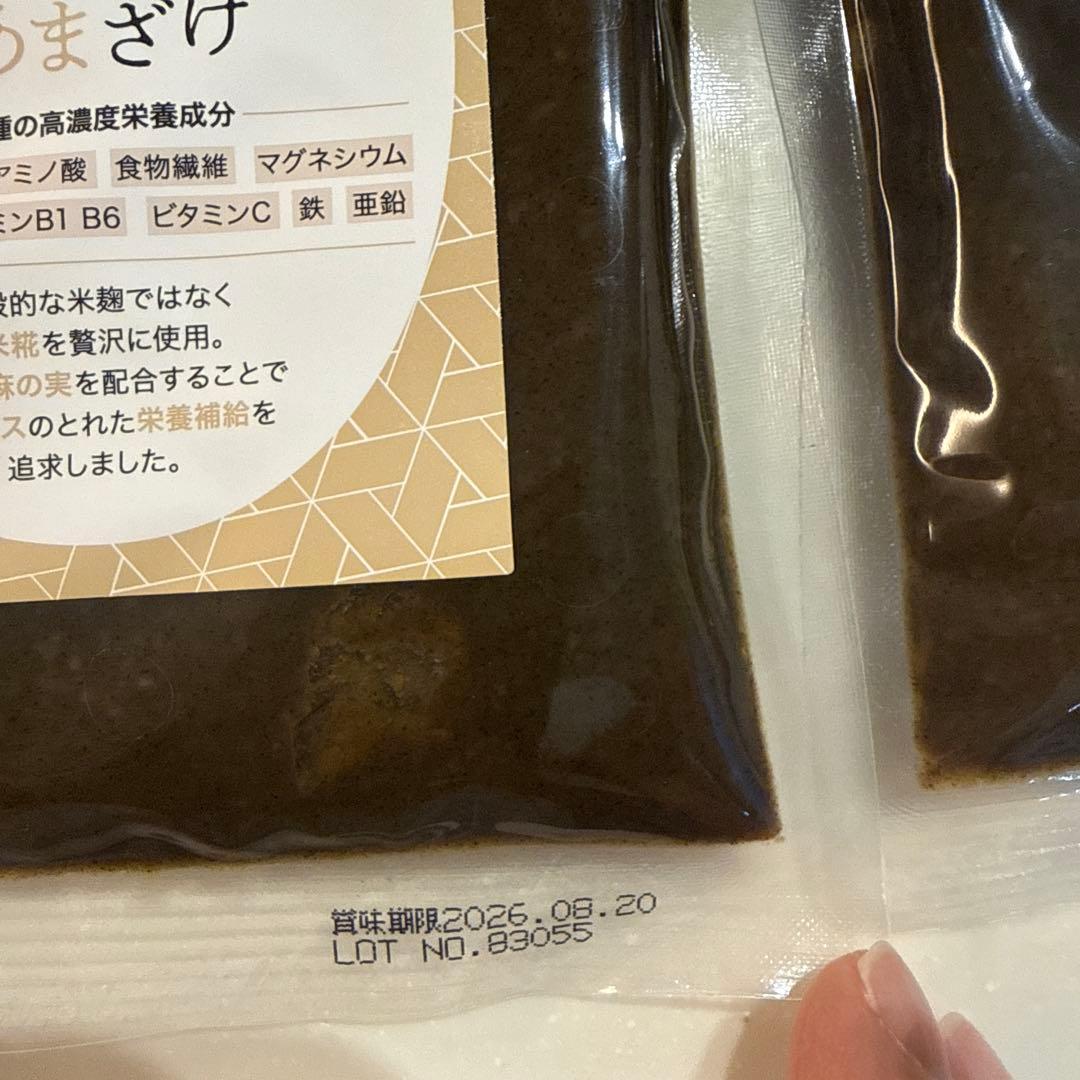 まざけ
種の高濃度栄養成分
アミノ酸 食物繊維 マグネシウム
ミンB1 B6 ビタミンC 鉄 亜鉛
般的な米麹ではなく
米糀を贅沢に使用。
麻の実を配合することで
スのとれた栄養補給を
追求しました。
賞味期限2026.08.20
LOT NO.83055